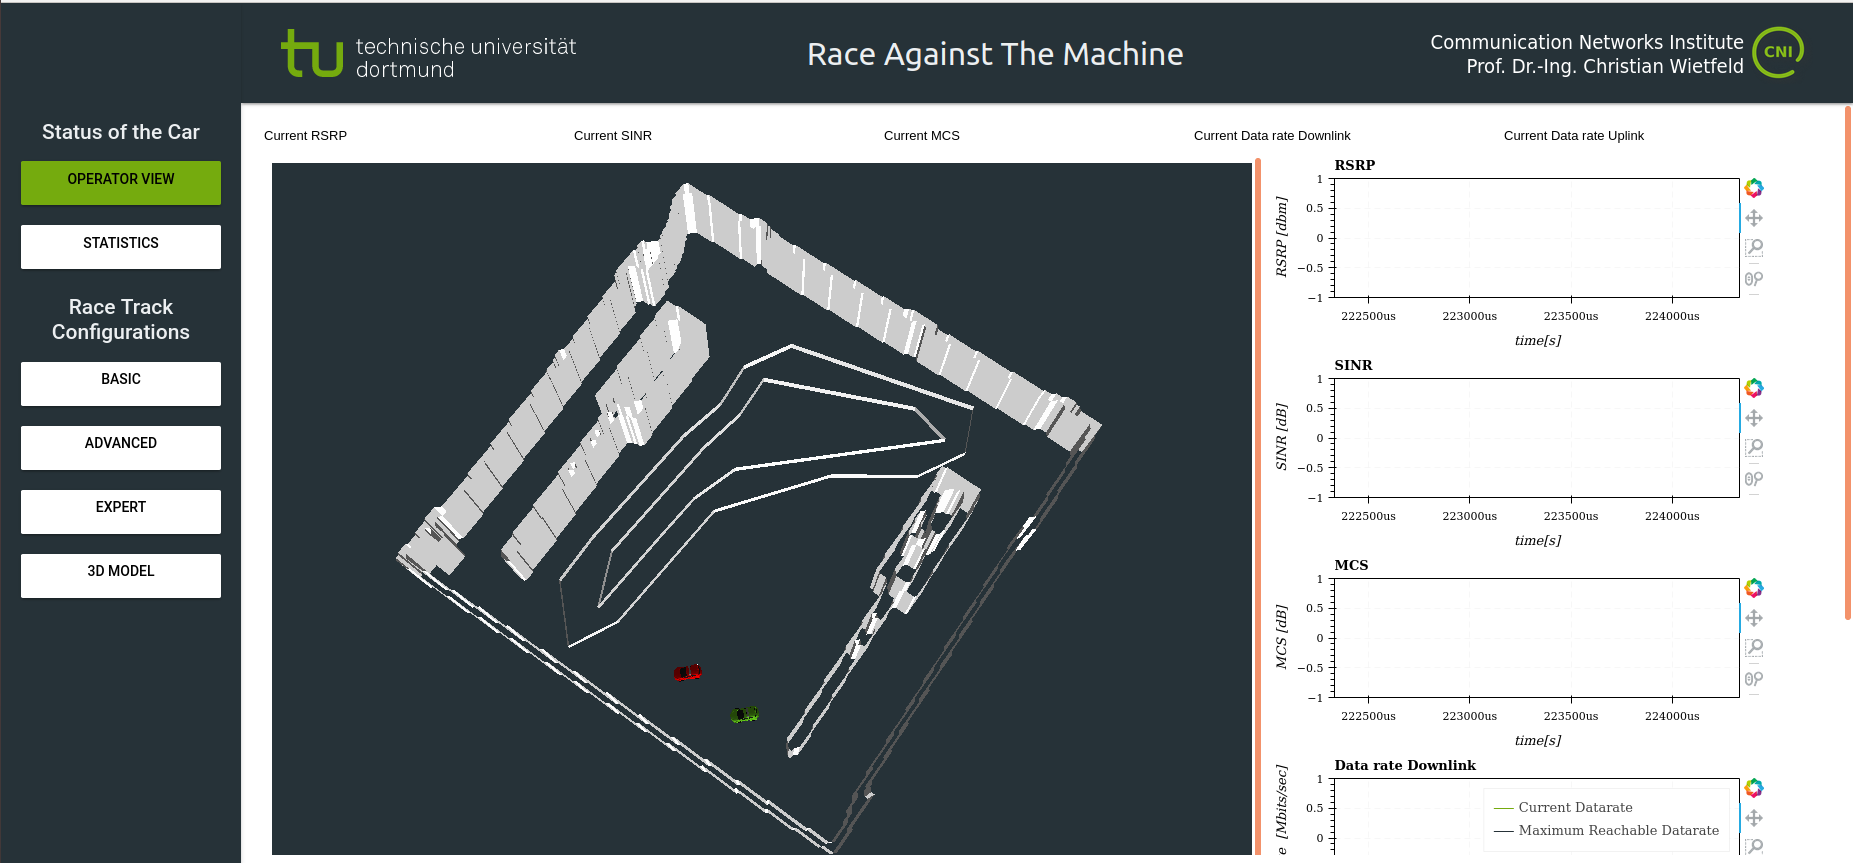 technische universität
dortmund
Race Against The Machine
Communication Networks Institute
Prof. Dr.-Ing. Christian Wietfeld
CNI
Status of the Car
OPERATOR VIEW
STATISTICS
Race Track
Configurations
BASIC
ADVANCED
EXPERT
3D MODEL
Current RSRP
Current SINR
Current MCS
Current Data rate Downlink
Current Data rate Uplink
RSRP
RSRP [dbm]
1
0.5
0
−0.5
−1
222500us
223000us
223500us
224000us
time[s]
SINR
SINR [dB]
1
0.5
0
−0.5
−1
222500us
223000us
223500us
224000us
time[s]
MCS
MCS [dB]
1
0.5
0
−0.5
−1
222500us
223000us
223500us
224000us
time[s]
Data rate Downlink
e [Mbits/sec]
1
0.5
0
Current Datarate
Maximum Reachable Datarate